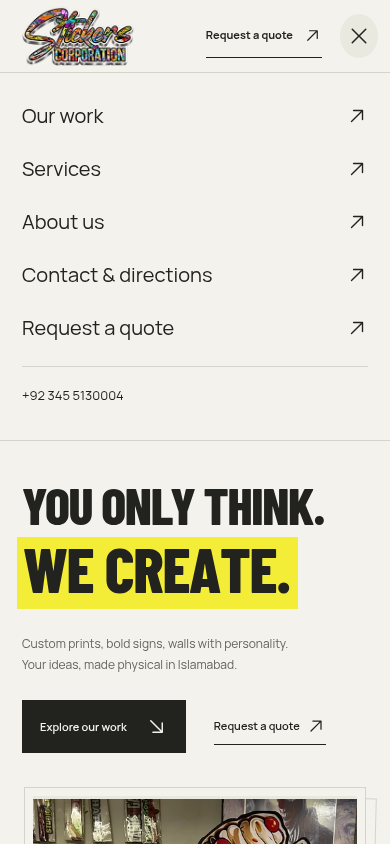 Stickers
CORPORATION
Request a quote
Our work
Services
About us
Contact & directions
Request a quote
+92 345 5130004
YOU ONLY THINK.
WE CREATE.
Custom prints, bold signs, walls with personality.
Your ideas, made physical in Islamabad.
Explore our work
Request a quote